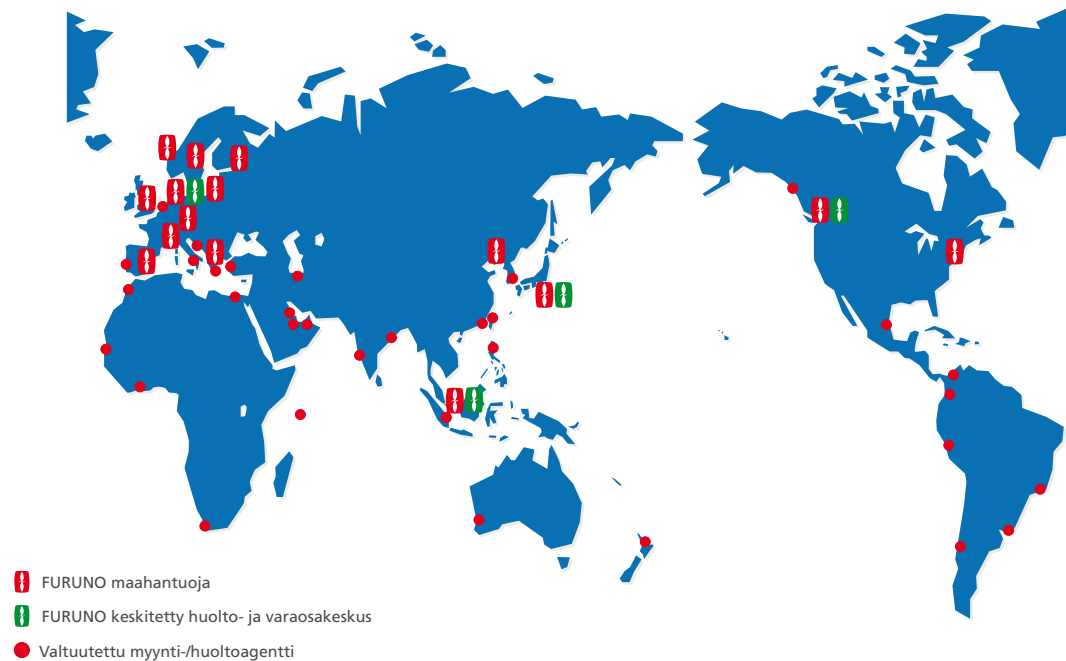 FURUNO maahantuoja
FURUNO keskitetty huolto- ja varaosakeskus
Valtuutettu myynti-/huoltoagentti